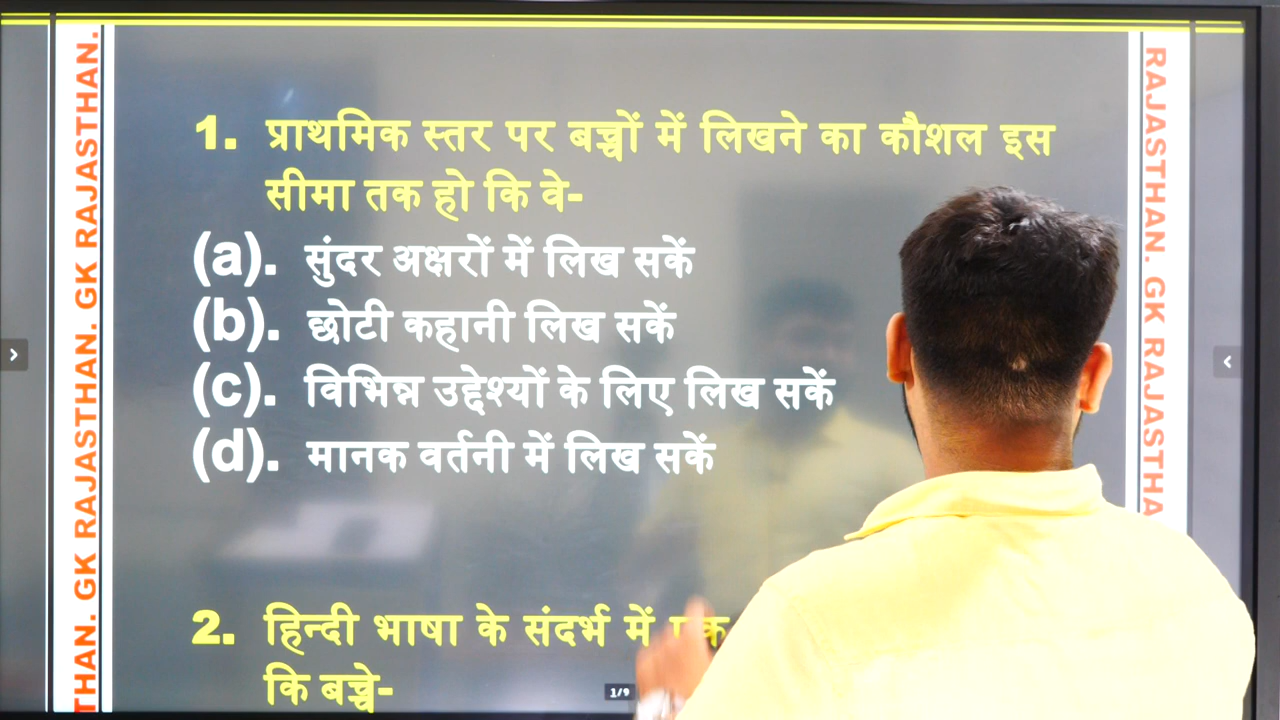 THAN. GK RAJASTHAN. GK RAJASTHAN.
1. प्राथमिक स्तर पर बच्चों में लिखने का कौशल इस
सीमा तक हो कि वे-
(a). सुंदर अक्षरों में लिख सकें
(b). छोटी कहानी लिख सकें
(c). विभिन्न उद्देश्यों के लिए लिख सकें
(d). मानक वर्तनी में लिख सकें
2. हिन्दी भाषा के संदर्भ में
कि बच्चे-
1/9
RAJASTHAN. GK RAJASTHA